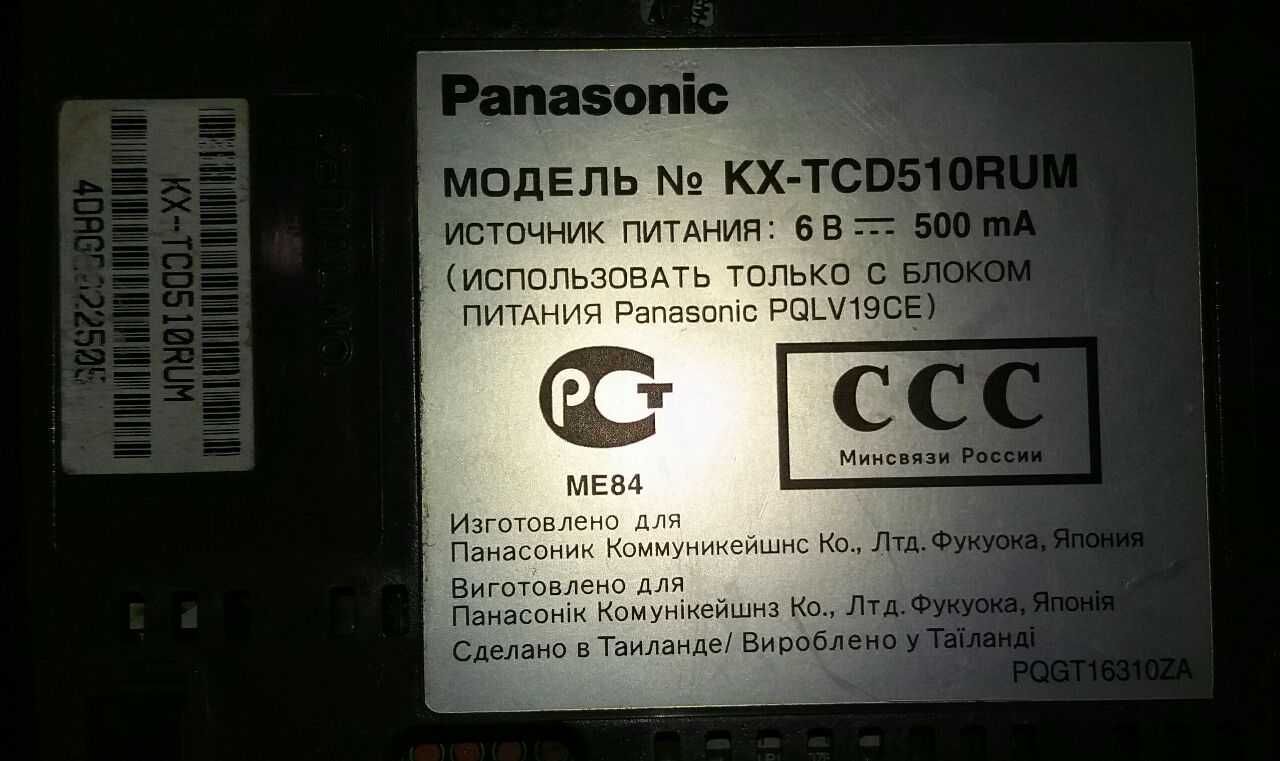 Panasonic
МОДЕЛЬ № KX-TCD510RUM
ИСТОЧНИК ПИТАНИЯ: 6 В 500 mA
(ИСПОЛЬЗОВАТЬ ТОЛЬКО С БЛОКОМ
ПИТАНИЯ Panasonic PQLV19CE)
РСТ
ME84
ССС
Минсвязи России
Изготовлено для
Панасоник Коммуникейшнс Ко., Лтд. Фукуока, Япония
Виготовлено для
Панасонік Комунікейшнз Ко., Лтд. Фукуока, Японія
Сделано в Таиланде/ Вироблено у Таїланді
PQGT16310ZA
KX-TCD510RUM